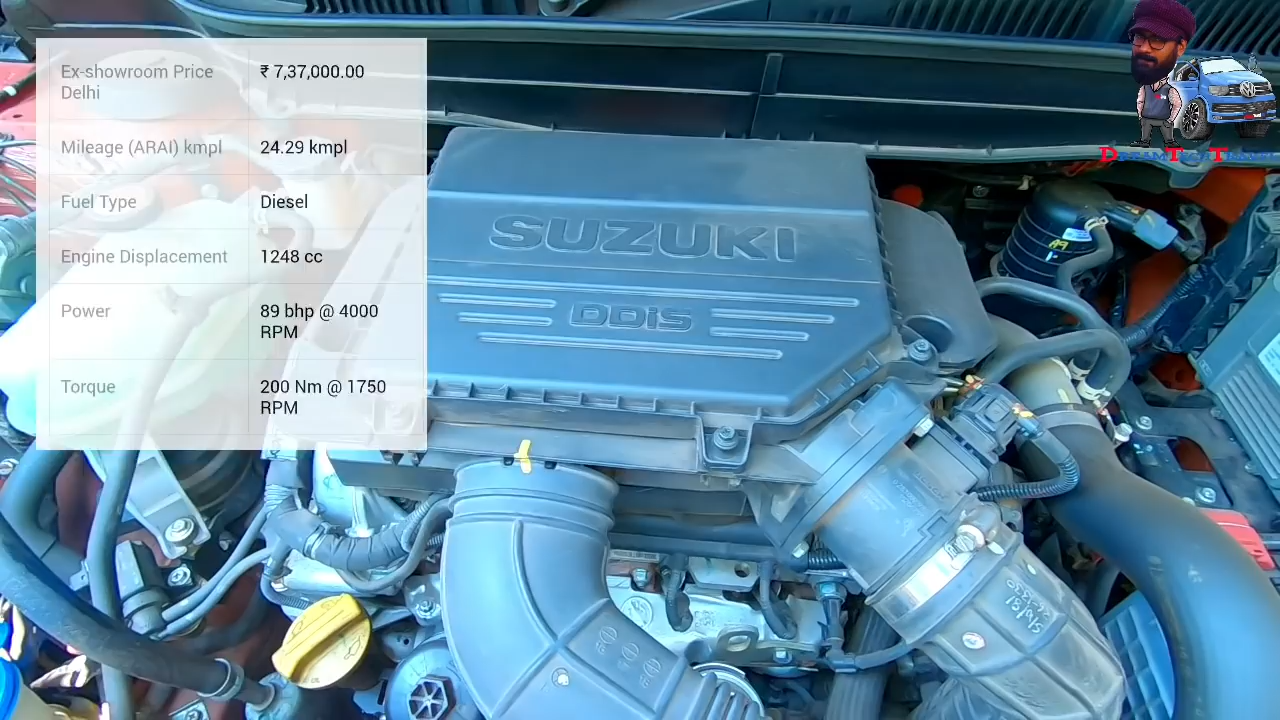 Ex-showroom Price Delhi ₹ 7,37,000.00
Mileage (ARAI) kmpl 24.29 kmpl
Fuel Type Diesel
Engine Displacement 1248 cc
Power 89 bhp @ 4000 RPM
Torque 200 Nm @ 1750 RPM
SUZUKI
DDiS